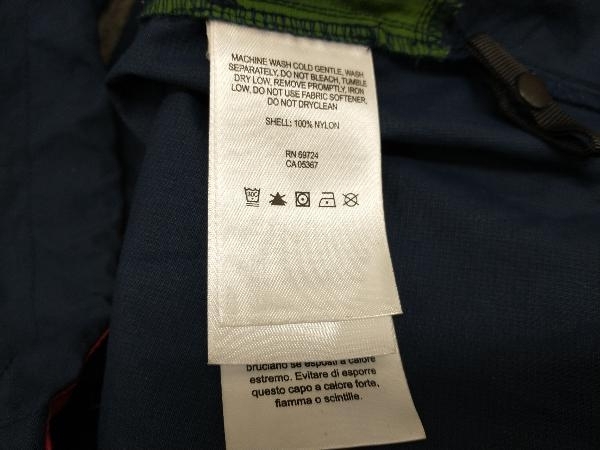 MACHINE WASH COLD GENTLE, WASH
SEPARATELY, DO NOT BLEACH, TUMBLE
DRY LOW, REMOVE PROMPTLY, IRON
LOW, DO NOT USE FABRIC SOFTENER,
DO NOT DRYCLEAN
SHELL: 100% NYLON
RN 69724
CA 05367
30C
bruciano se esposti a calore
estremo. Evitare di esporre
questo capo a calore forte,
fiamma o scintille.